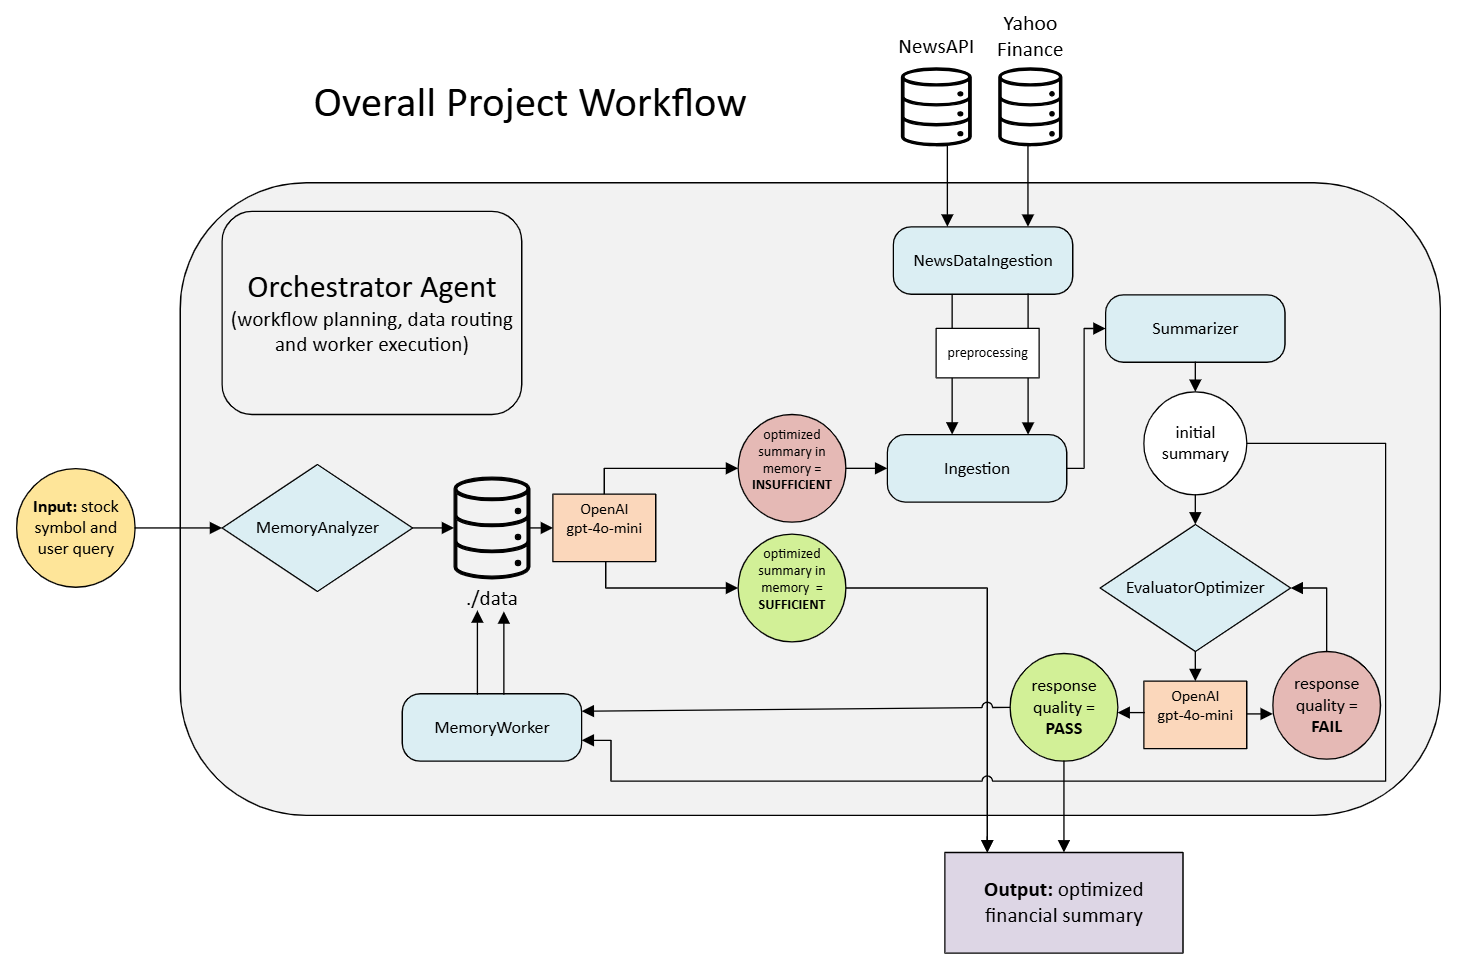 Yahoo
NewsAPI
Finance
Overall Project Workflow
NewsDataIngestion
Orchestrator Agent
(workflow planning, data routing
and worker execution)
preprocessing
Summarizer
Input: stock
symbol and
user query
MemoryAnalyzer
./data
OpenAI
gpt-4o-mini
optimized
summary in
memory =
INSUFFICIENT
optimized
summary in
memory =
SUFFICIENT
Ingestion
initial
summary
EvaluatorOptimizer
OpenAI
gpt-4o-mini
response
quality =
FAIL
response
quality =
PASS
MemoryWorker
Output: optimized
financial summary